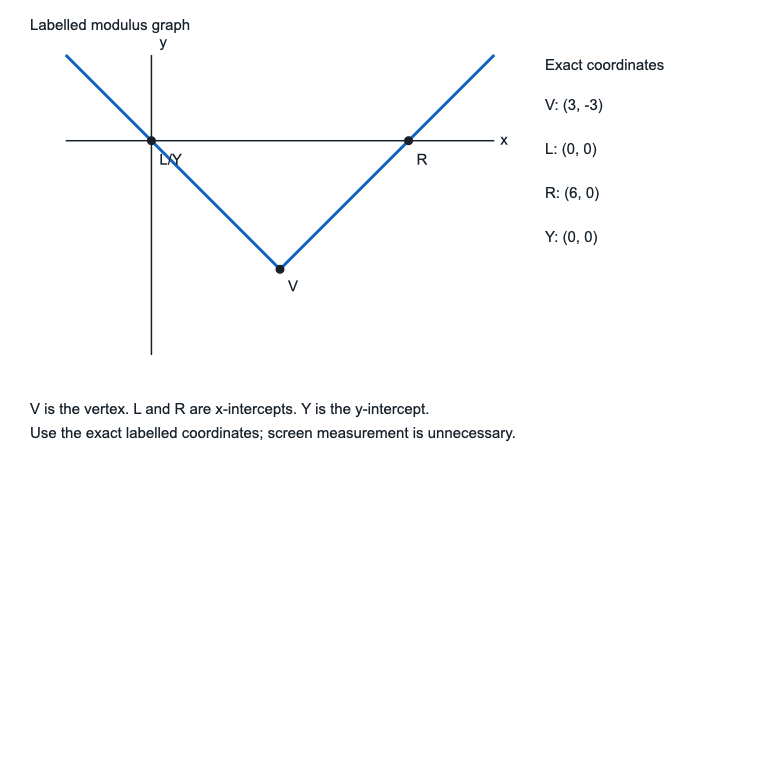 Labelled modulus graph
y
Exact coordinates
V: (3, -3)
x
L: (0, 0)
L/Y
R
R: (6, 0)
Y: (0, 0)
V
V is the vertex. L and R are x-intercepts. Y is the y-intercept.
Use the exact labelled coordinates; screen measurement is unnecessary.